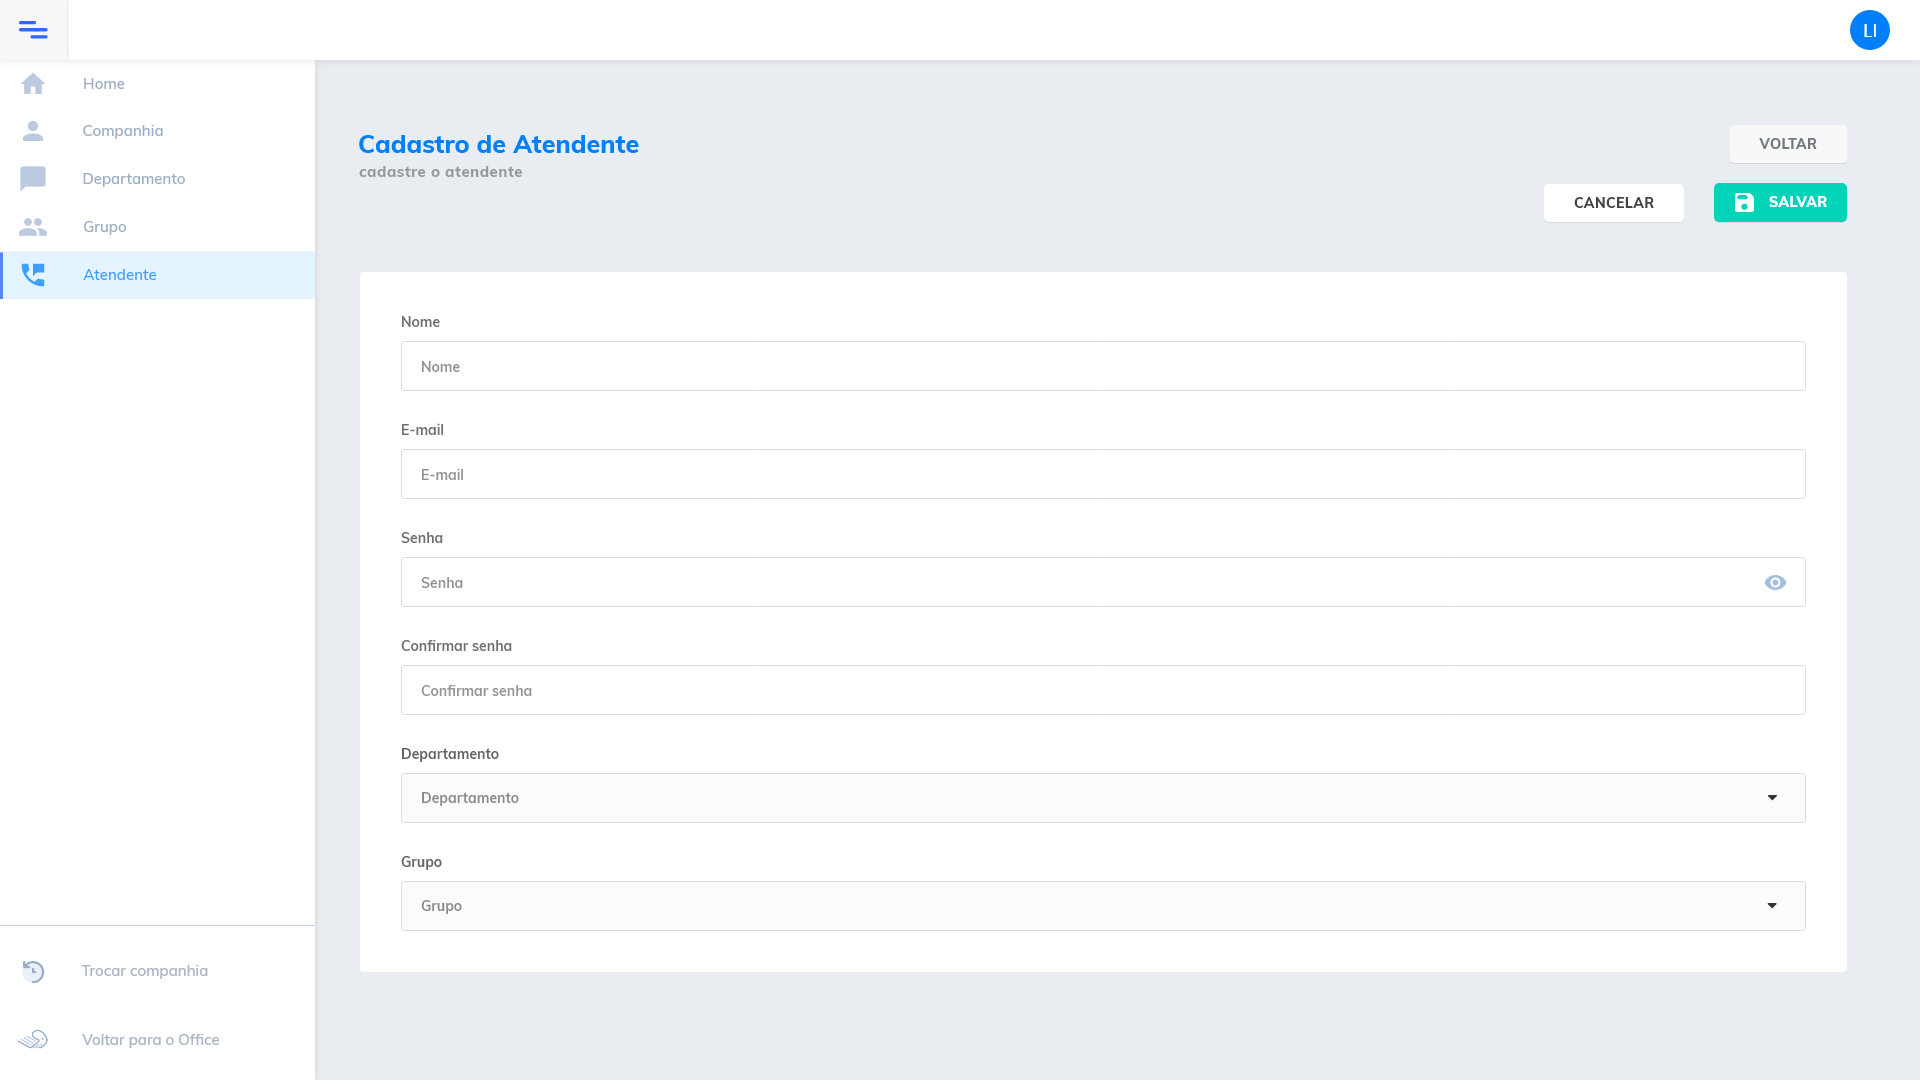 LI
Home
Companhia
Departamento
Grupo
Atendente
Trocar companhia
Voltar para o Office
Cadastro de Atendente
cadastre o atendente
VOLTAR
CANCELAR
SALVAR
Nome
Nome
E-mail
E-mail
Senha
Senha
Confirmar senha
Confirmar senha
Departamento
Departamento
Grupo
Grupo